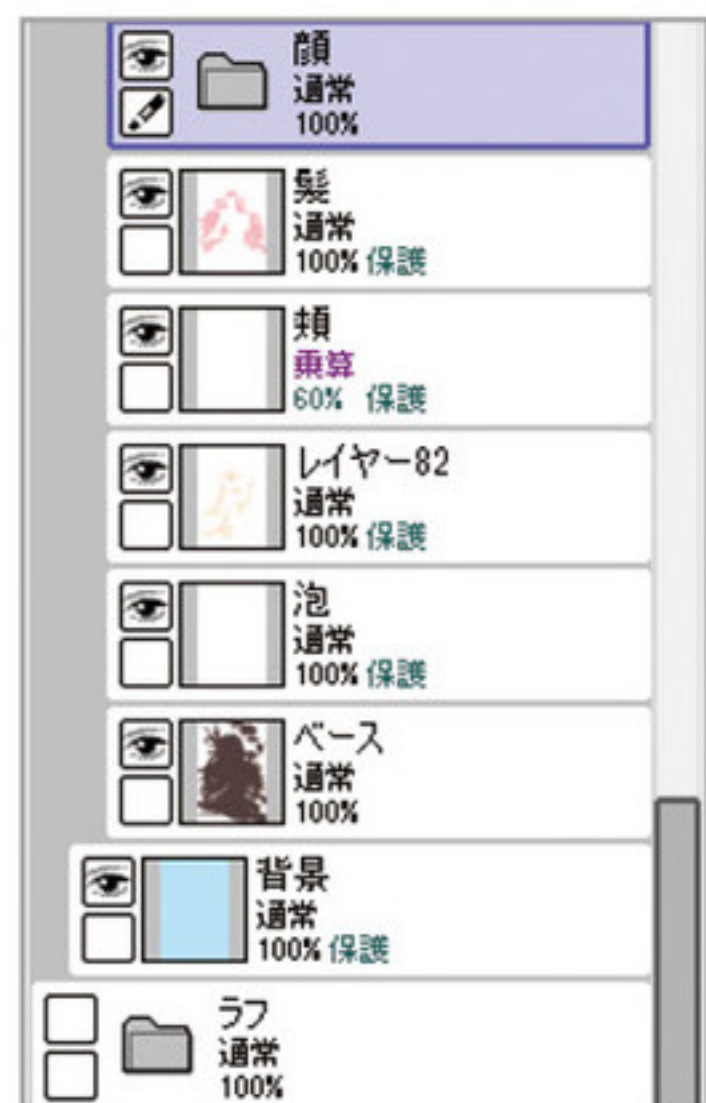 顔
通常
100%
髪
通常
100% 保護
頬
乗算
60% 保護
レイヤー82
通常
100% 保護
泡
通常
100% 保護
ベース
通常
100%
背景
通常
100% 保護
ラフ
通常
100%